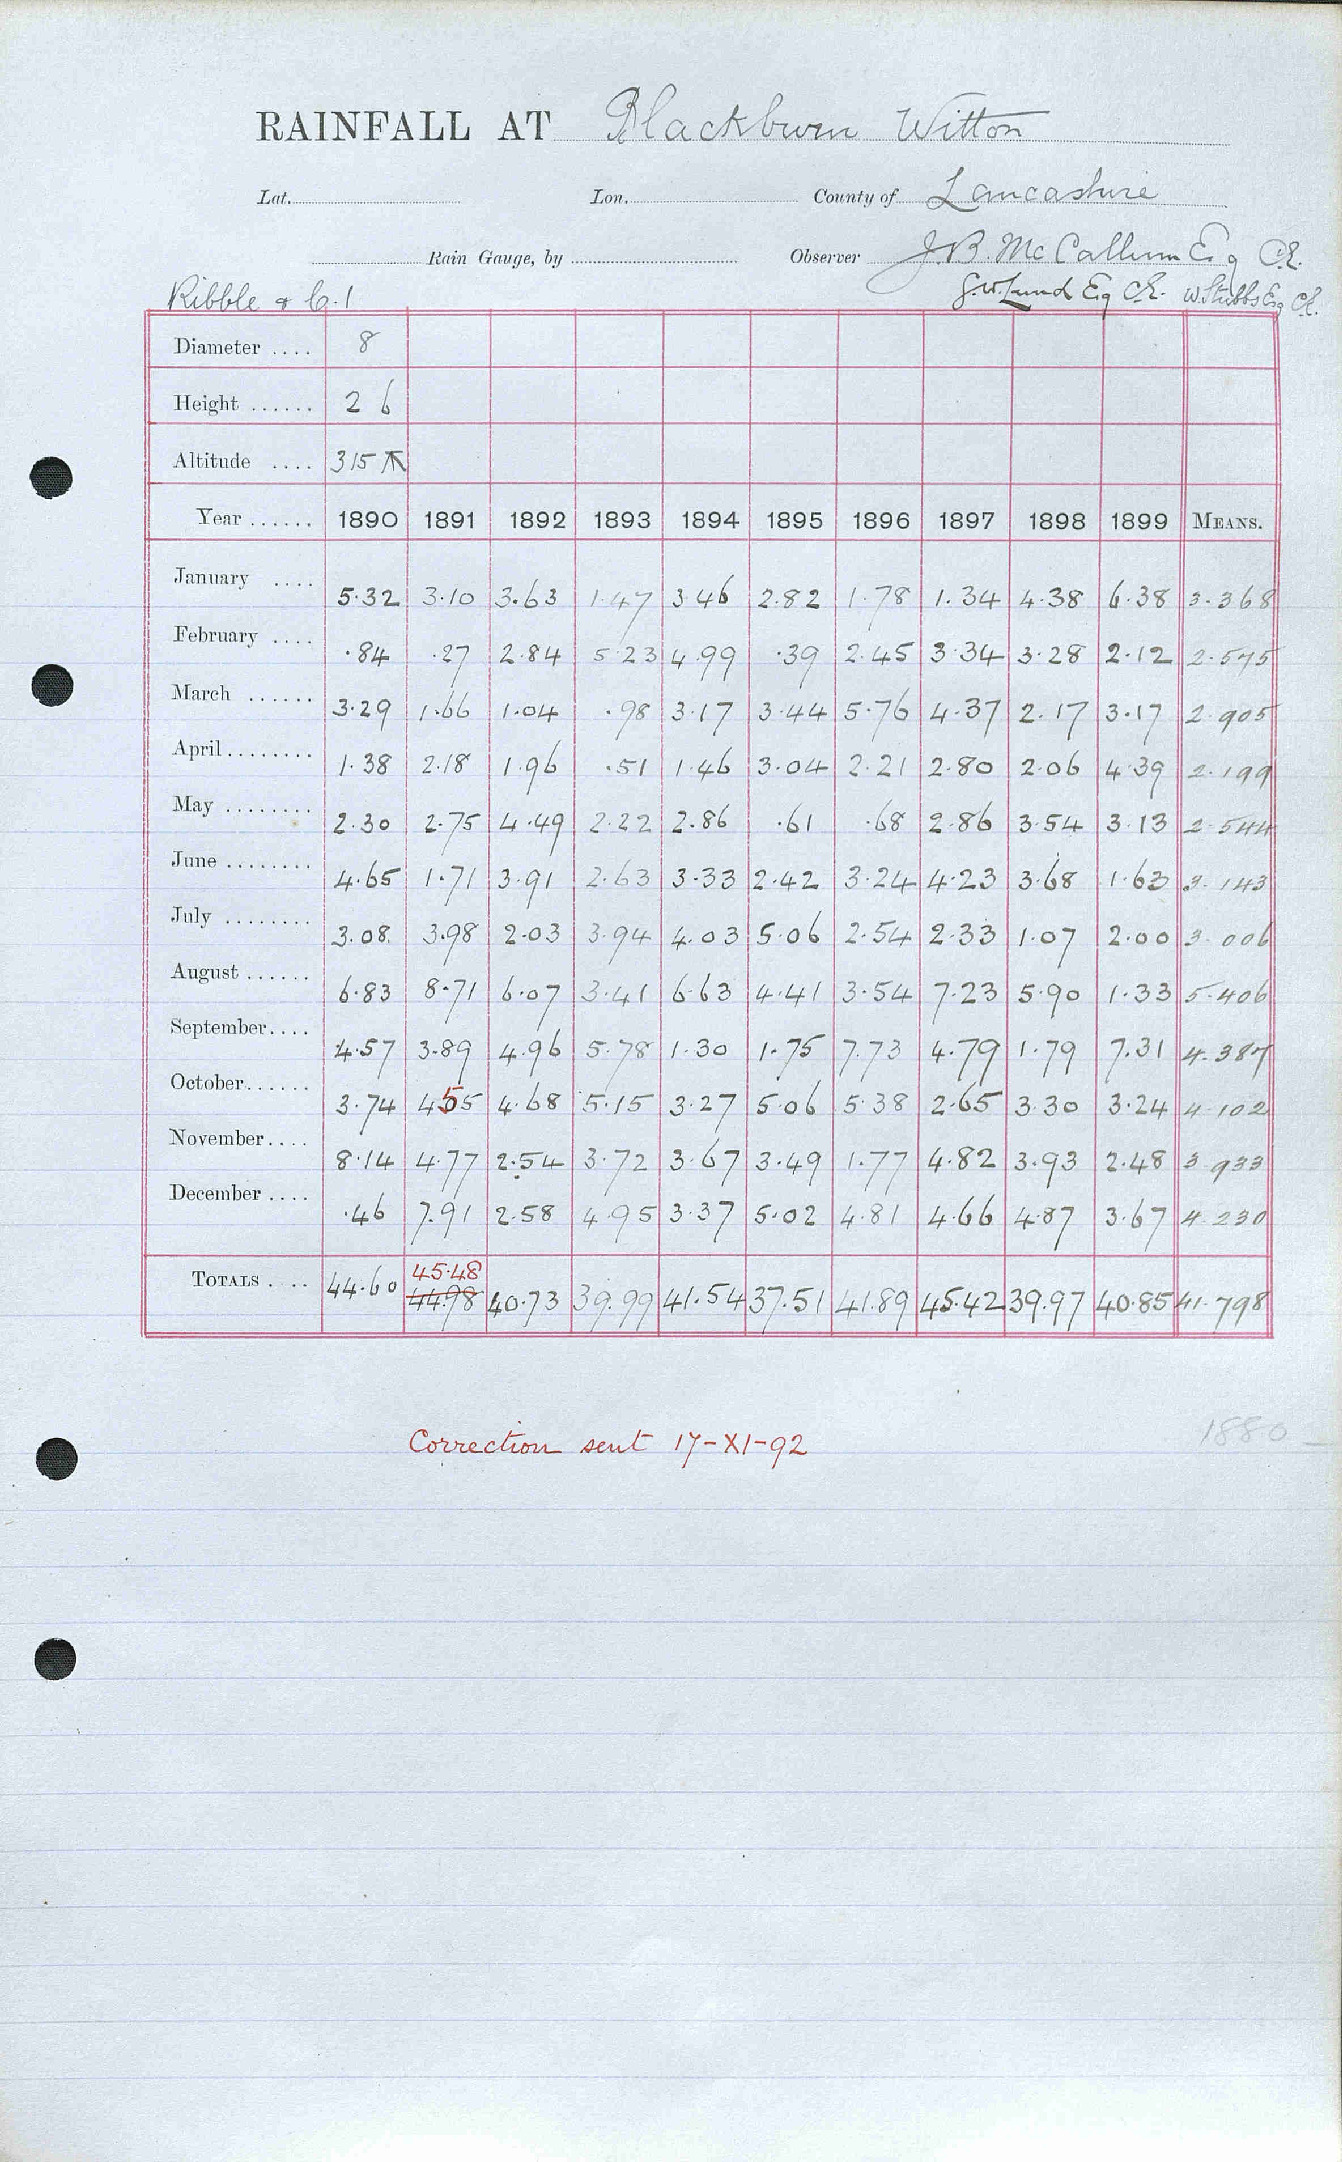 RAINFALL AT Blackburn Witton
Lat. Lon. County of Lancashire
Rain Gauge, by Observer J.B. McCallum Esq C.E.
Ribble & C.1 G.W. Lund Esq C.E. W. Stubbs Esq C.E.
Diameter .... 8
Height ...... 2 6
Altitude .... 315
Year ...... 1890 1891 1892 1893 1894 1895 1896 1897 1898 1899 MEANS.
January .... 5.32 3.10 3.63 1.47 3.46 2.82 1.78 1.34 4.38 6.38 3.368
February .... .84 .27 2.84 5.23 4.99 .39 2.45 3.34 3.28 2.12 2.575
March ...... 3.29 1.66 1.04 .98 3.17 3.44 5.76 4.37 2.17 3.17 2.905
April........ 1.38 2.18 1.96 .51 1.46 3.04 2.21 2.80 2.06 4.39 2.199
May ........ 2.30 2.75 4.49 2.22 2.86 .61 .68 2.86 3.54 3.13 2.544
June ........ 4.65 1.71 3.91 2.63 3.33 2.42 3.24 4.23 3.68 1.63 3.143
July ........ 3.08 3.98 2.03 3.94 4.03 5.06 2.54 2.33 1.07 2.00 3.006
August ...... 6.83 8.71 6.07 3.41 6.63 4.41 3.54 7.23 5.90 1.33 5.406
September.... 4.57 3.89 4.96 5.78 1.30 1.75 7.73 4.79 1.79 7.31 4.387
October...... 3.74 4.55 4.68 5.15 3.27 5.06 5.38 2.65 3.30 3.24 4.102
November.... 8.14 4.77 2.54 3.72 3.67 3.49 1.77 4.82 3.93 2.48 3.933
December .... .46 7.91 2.58 4.95 3.37 5.02 4.81 4.66 4.87 3.67 4.230
45.48
TOTALS .... 44.60 44.98 40.73 39.99 41.54 37.51 41.89 45.42 39.97 40.85 41.798
Correction sent 17-XI-92
1880 -